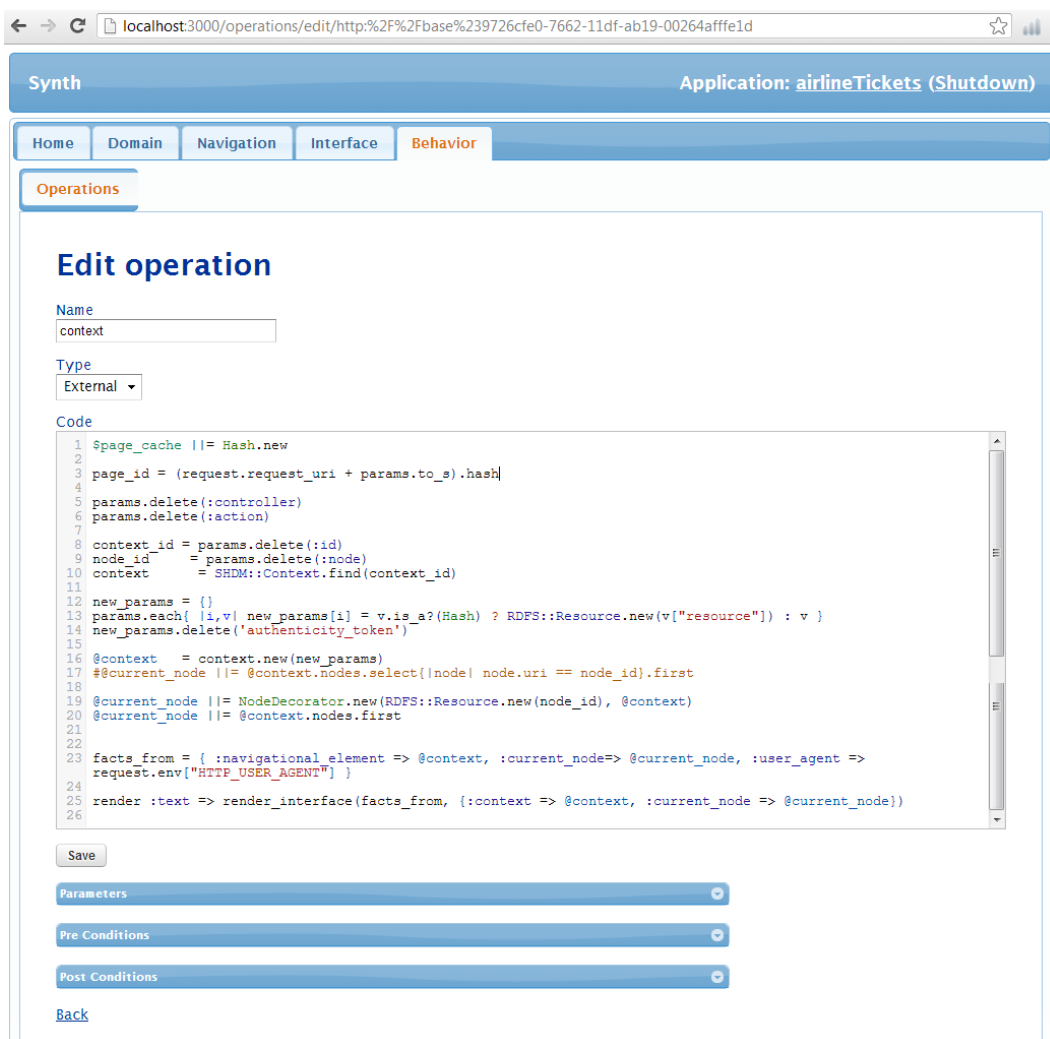 localhost:3000/operations/edit/http:%2F%2Fbase%239726cfe0-7662-11df-ab19-00264afffe1d
Synth Application: airlineTickets (Shutdown)
Home Domain Navigation Interface Behavior
Operations
Edit operation
Name
context
Type
External
Code
1 $page_cache ||= Hash.new
2
3 page_id = (request.request_uri + params.to_s).hash
4
5 params.delete(:controller)
6 params.delete(:action)
7
8 context_id = params.delete(:id)
9 node_id     = params.delete(:node)
10 context      = SHDM::Context.find(context_id)
11
12 new_params = {}
13 params.each{ |i,v| new_params[i] = v.is_a?(Hash) ? RDFS::Resource.new(v["resource"]) : v }
14 new_params.delete('authenticity_token')
15
16 @context   = context.new(new_params)
17 #@current_node ||= @context.nodes.select{|node| node.uri == node_id}.first
18
19 @current_node ||= NodeDecorator.new(RDFS::Resource.new(node_id), @context)
20 @current_node ||= @context.nodes.first
21
22
23 facts_from = { :navigational_element => @context, :current_node=> @current_node, :user_agent =>
request.env["HTTP_USER_AGENT"] }
24
25 render :text => render_interface(facts_from, {:context => @context, :current_node => @current_node})
26
Save
Parameters
Pre Conditions
Post Conditions
Back